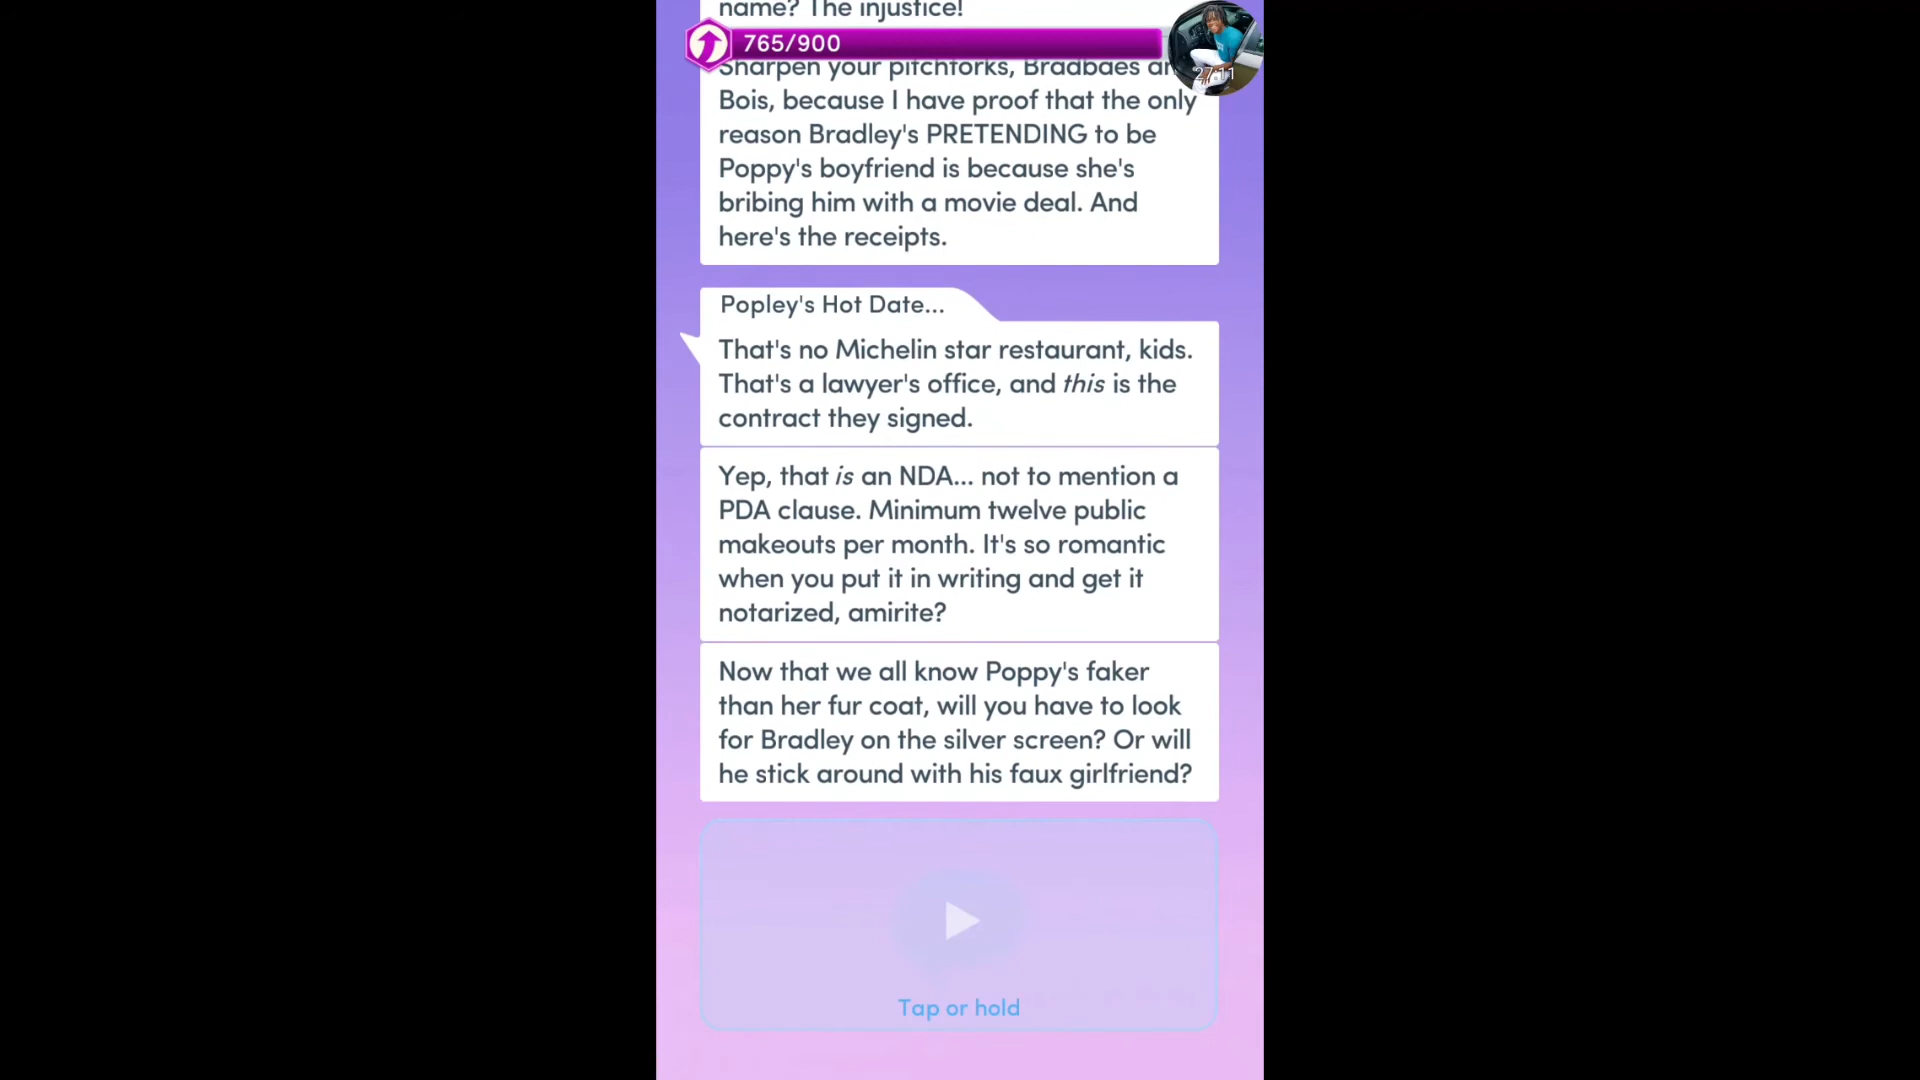 name? The injustice!
765/900
27:11
Sharpen your pitchforks, Bradbaes an
Bois, because I have proof that the only
reason Bradley's PRETENDING to be
Poppy's boyfriend is because she's
bribing him with a movie deal. And
here's the receipts.
Popley's Hot Date...
That's no Michelin star restaurant, kids.
That's a lawyer's office, and this is the
contract they signed.
Yep, that is an NDA... not to mention a
PDA clause. Minimum twelve public
makeouts per month. It's so romantic
when you put it in writing and get it
notarized, amirite?
Now that we all know Poppy's faker
than her fur coat, will you have to look
for Bradley on the silver screen? Or will
he stick around with his faux girlfriend?
Tap or hold